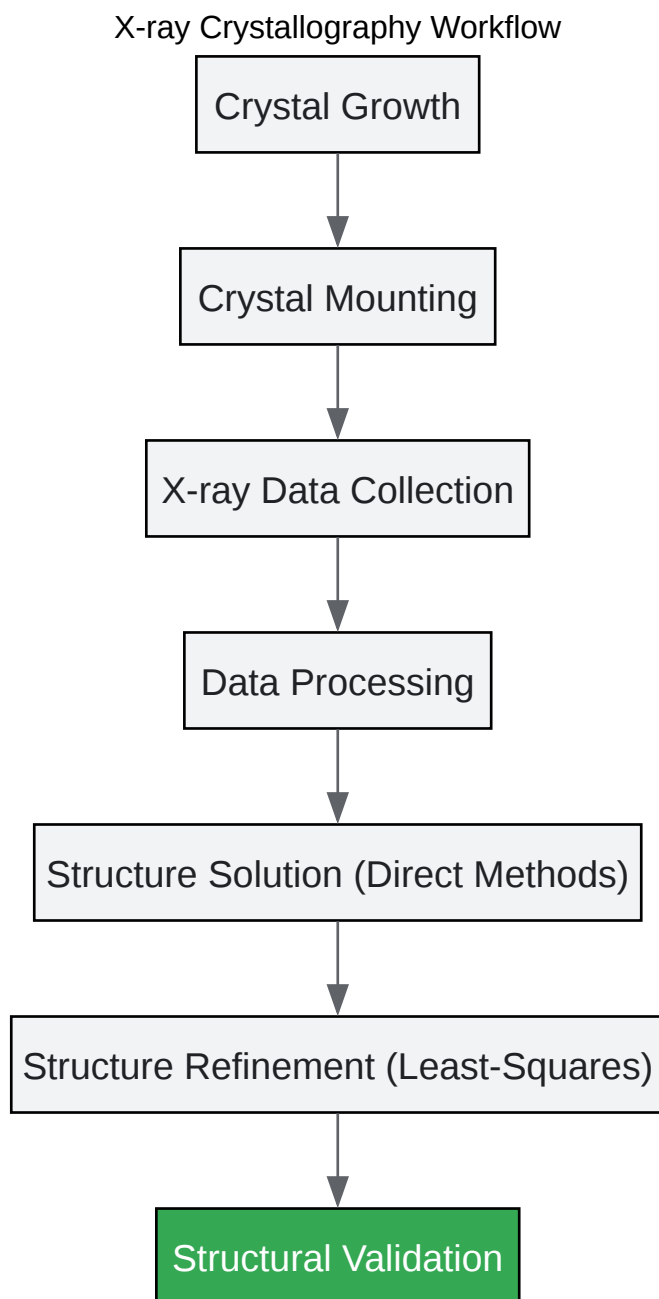 X-ray Crystallography Workflow
Crystal Growth
Crystal Mounting
X-ray Data Collection
Data Processing
Structure Solution (Direct Methods)
Structure Refinement (Least-Squares)
Structural Validation